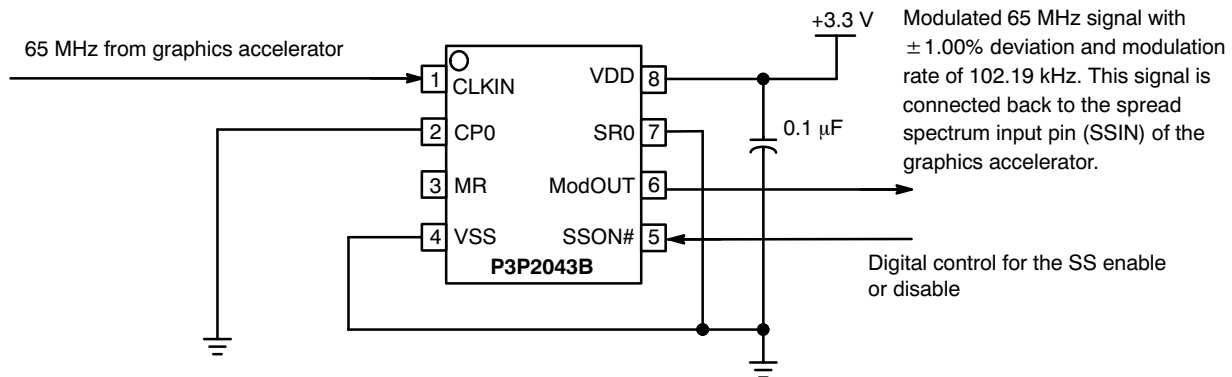 65 MHz from graphics accelerator
+3.3 V
Modulated 65 MHz signal with
±1.00% deviation and modulation
rate of 102.19 kHz. This signal is
connected back to the spread
spectrum input pin (SSIN) of the
graphics accelerator.
1 CLKIN
VDD 8
2 CP0
SR0 7
0.1 μF
3 MR
ModOUT 6
4 VSS
SSON# 5
P3P2043B
Digital control for the SS enable
or disable